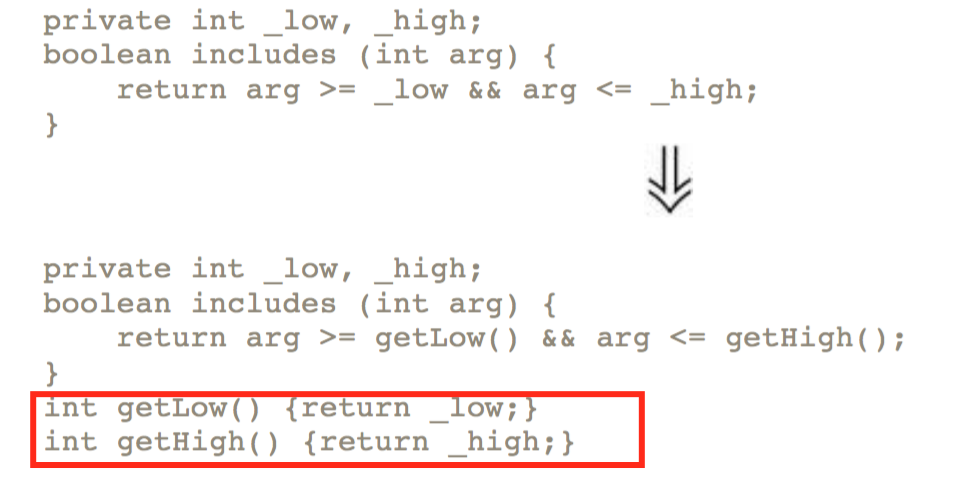 private int _low, _high;
boolean includes (int arg) {
    return arg >= _low && arg <= _high;
}
private int _low, _high;
boolean includes (int arg) {
    return arg >= getLow() && arg <= getHigh();
}
int getLow() {return _low;}
int getHigh() {return _high;}